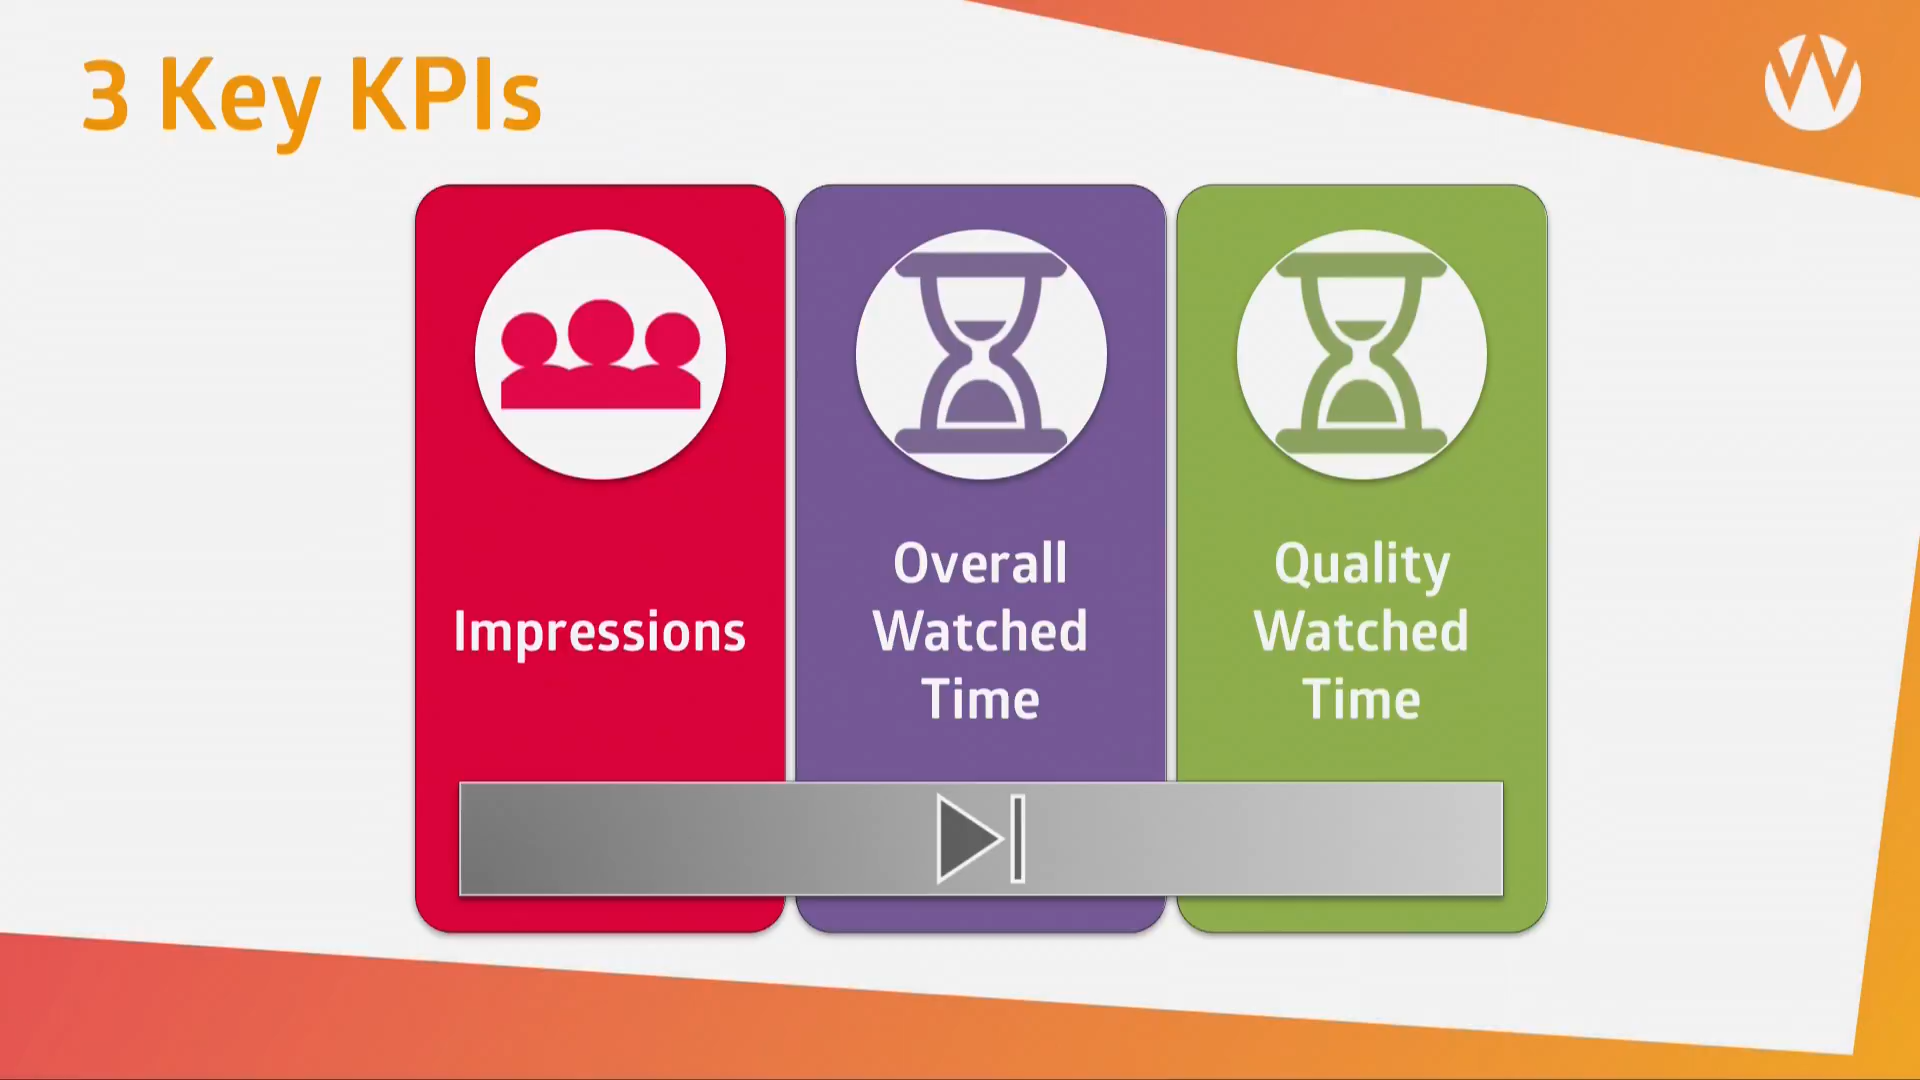 3 Key KPIs
Impressions
Overall
Watched
Time
Quality
Watched
Time